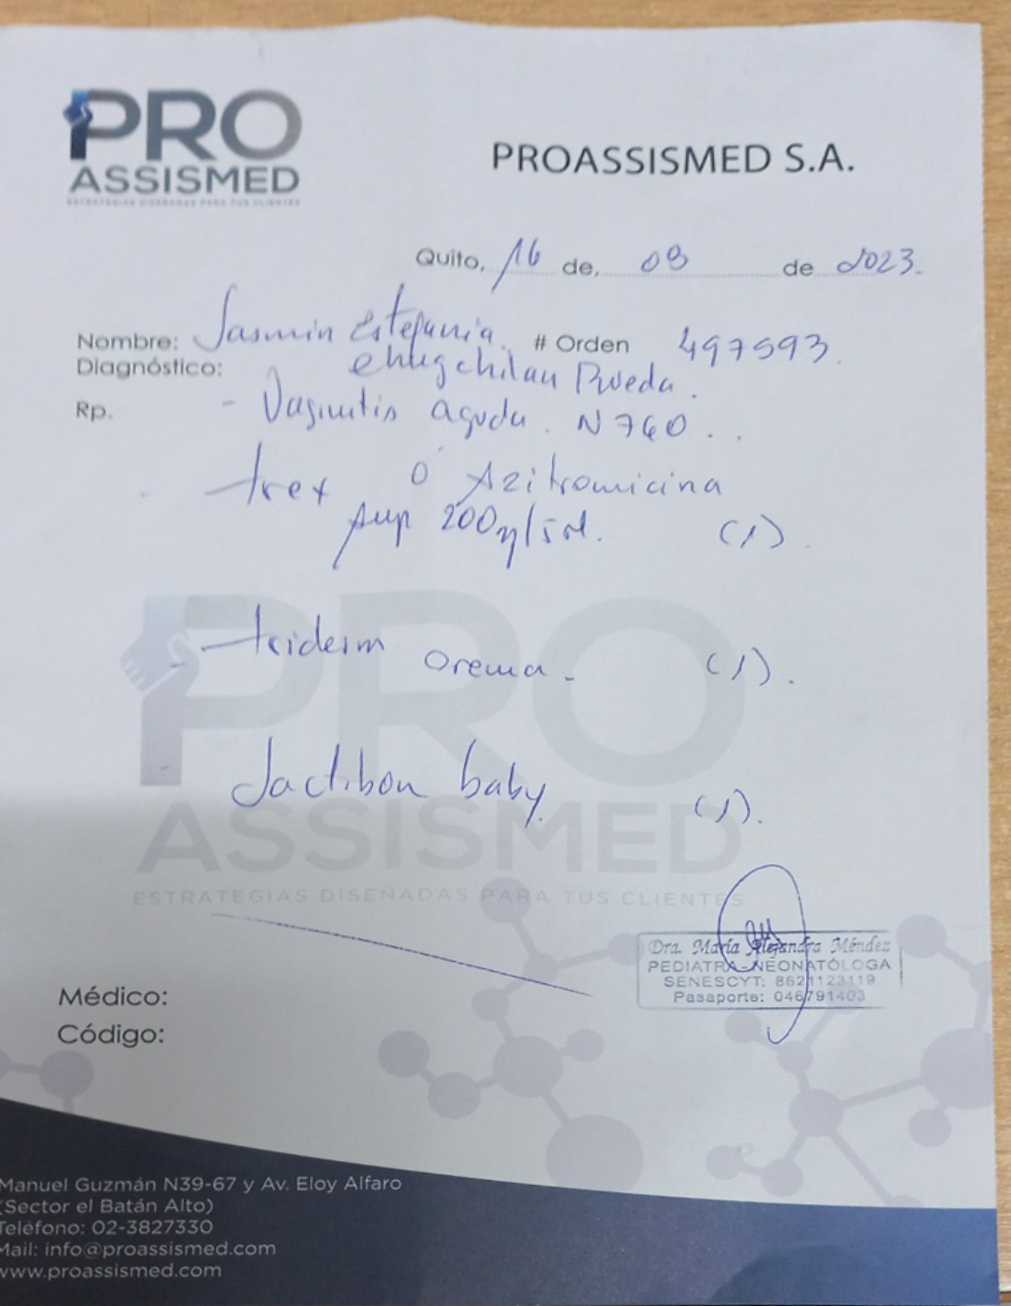 PRO
ASSISMED
ESTRATEGIAS DISEÑADAS PARA TUS CLIENTES
PROASSISMED S.A.
Quito, 16 de, 09 de 2023.
Nombre: Jasmin Estefania # Orden 497593.
Diagnóstico: chugchilan Pueda.
Rp. - Vaginitis aguda. N760..
- trex ó Azitromicina
sup 200mg/5ml. (1).
- triderm crema. (1).
PRO
Lactibon baby. (1).
ASSISMED
ESTRATEGIAS DISEÑADAS PARA TUS CLIENTES
Dra. María Alejandra Méndez
PEDIATRA - NEONATÓLOGA
SENESCYT: 8621123119
Pasaporte: 046791403
Médico:
Código:
Manuel Guzmán N39-67 y Av. Eloy Alfaro
(Sector el Batán Alto)
Teléfono: 02-3827330
Mail: info@proassismed.com
www.proassismed.com